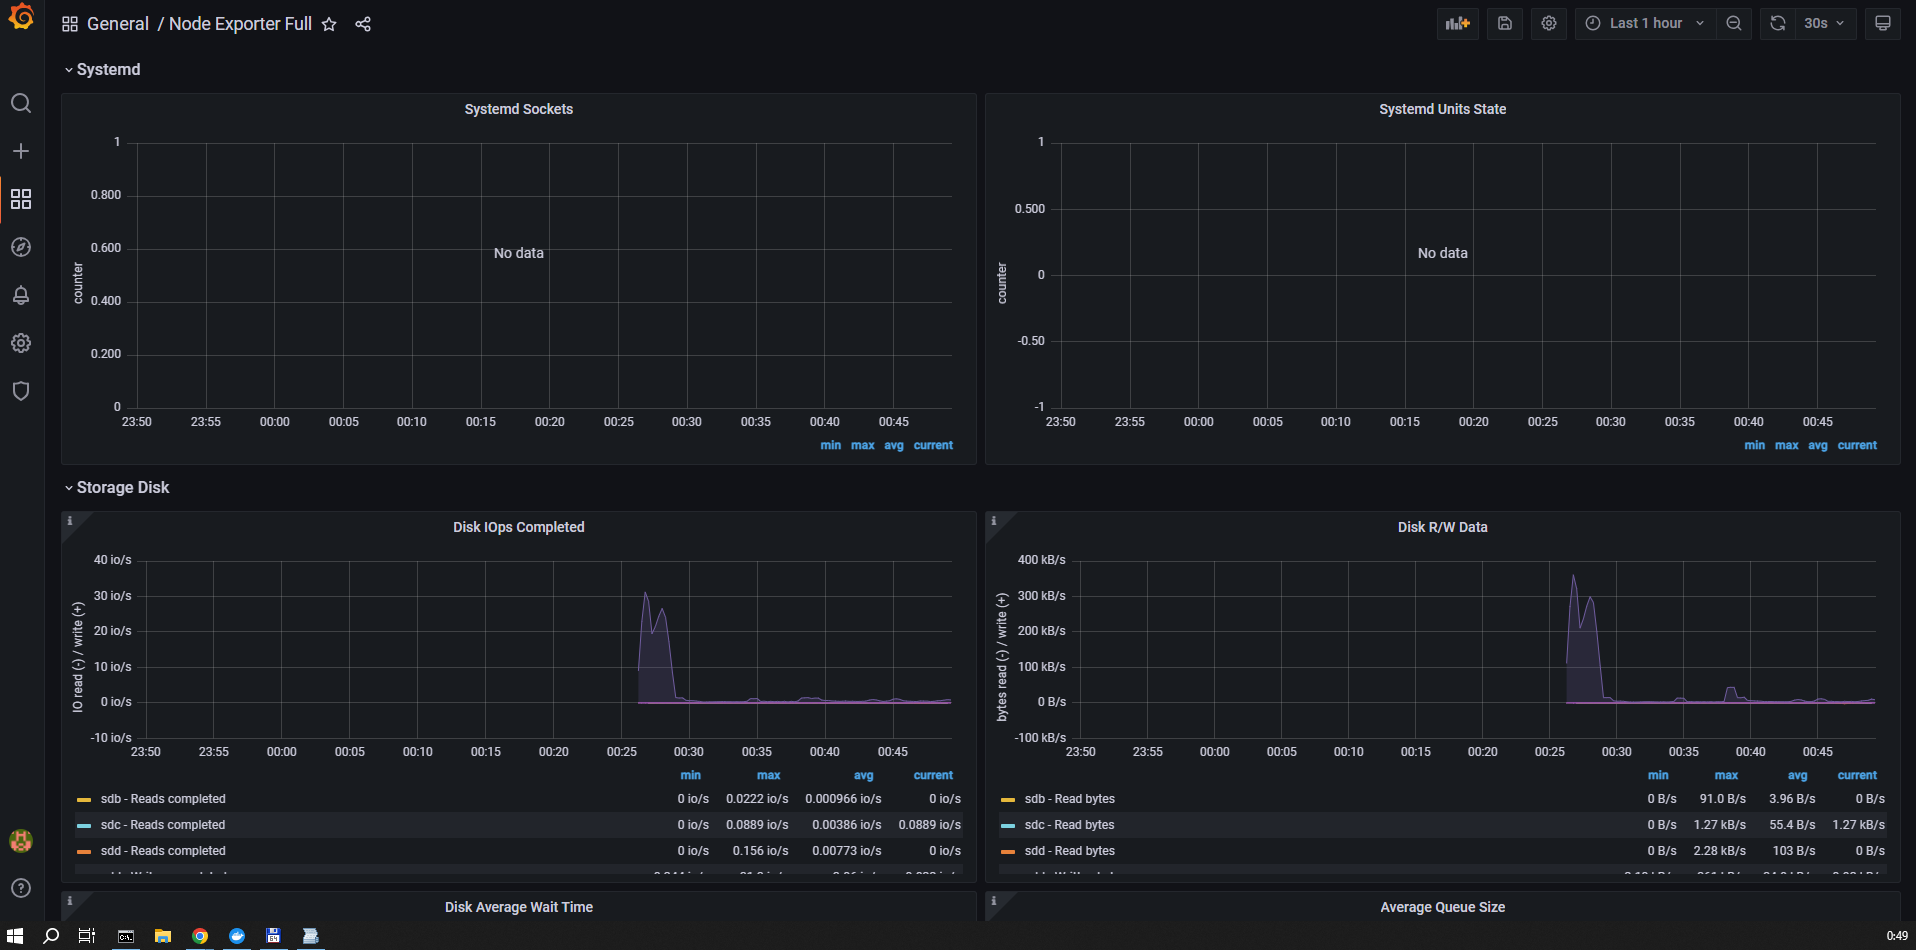 General / Node Exporter Full
Last 1 hour
30s
Systemd
Systemd Sockets
counter
1
0.800
0.600
0.400
0.200
0
No data
23:50 23:55 00:00 00:05 00:10 00:15 00:20 00:25 00:30 00:35 00:40 00:45
min max avg current
Systemd Units State
counter
1
0.500
0
-0.50
-1
No data
23:50 23:55 00:00 00:05 00:10 00:15 00:20 00:25 00:30 00:35 00:40 00:45
min max avg current
Storage Disk
Disk IOps Completed
IO read (-) / write (+)
40 io/s
30 io/s
20 io/s
10 io/s
0 io/s
-10 io/s
23:50 23:55 00:00 00:05 00:10 00:15 00:20 00:25 00:30 00:35 00:40 00:45
min max avg current
sdb - Reads completed 0 io/s 0.0222 io/s 0.000966 io/s 0 io/s
sdc - Reads completed 0 io/s 0.0889 io/s 0.00386 io/s 0.0889 io/s
sdd - Reads completed 0 io/s 0.156 io/s 0.00773 io/s 0 io/s
Disk R/W Data
bytes read (-) / write (+)
400 kB/s
300 kB/s
200 kB/s
100 kB/s
0 B/s
-100 kB/s
23:50 23:55 00:00 00:05 00:10 00:15 00:20 00:25 00:30 00:35 00:40 00:45
min max avg current
sdb - Read bytes 0 B/s 91.0 B/s 3.96 B/s 0 B/s
sdc - Read bytes 0 B/s 1.27 kB/s 55.4 B/s 1.27 kB/s
sdd - Read bytes 0 B/s 2.28 kB/s 103 B/s 0 B/s
Disk Average Wait Time
Average Queue Size
0:49